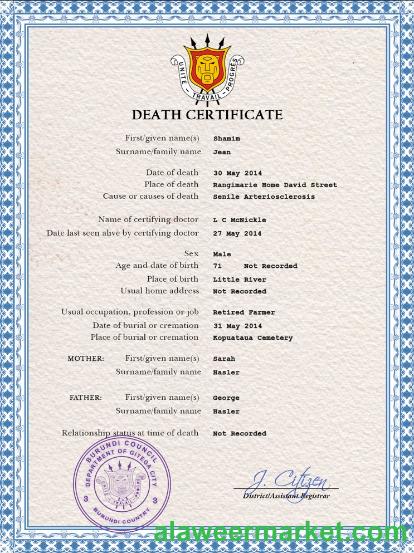 UNITE TRAVAIL PROGRES
DEATH CERTIFICATE
First/given name(s) Shamim
Surname/family name Jean
Date of death 30 May 2014
Place of death Rangimarie Home David Street
Cause or causes of death Senile Arteriosclerosis
Name of certifying doctor L C McNickle
Date last seen alive by certifying doctor 27 May 2014
Sex Male
Age and date of birth 71 Not Recorded
Place of birth Little River
Usual home address Not Recorded
Usual occupation, profession or job Retired Farmer
Date of burial or cremation 31 May 2014
Place of burial or cremation Kopuataua Cemetery
MOTHER: First/given name(s) Sarah
Surname/family name Hasler
FATHER: First/given name(s) George
Surname/family name Hasler
Relationship status at time of death Not Recorded
BURUNDI COUNCIL
DEPARTMENT OF GITEGA CITY
BURUNDI COUNTRY
J. Citizen
District/Assistant Registrar
alaweermarket.com